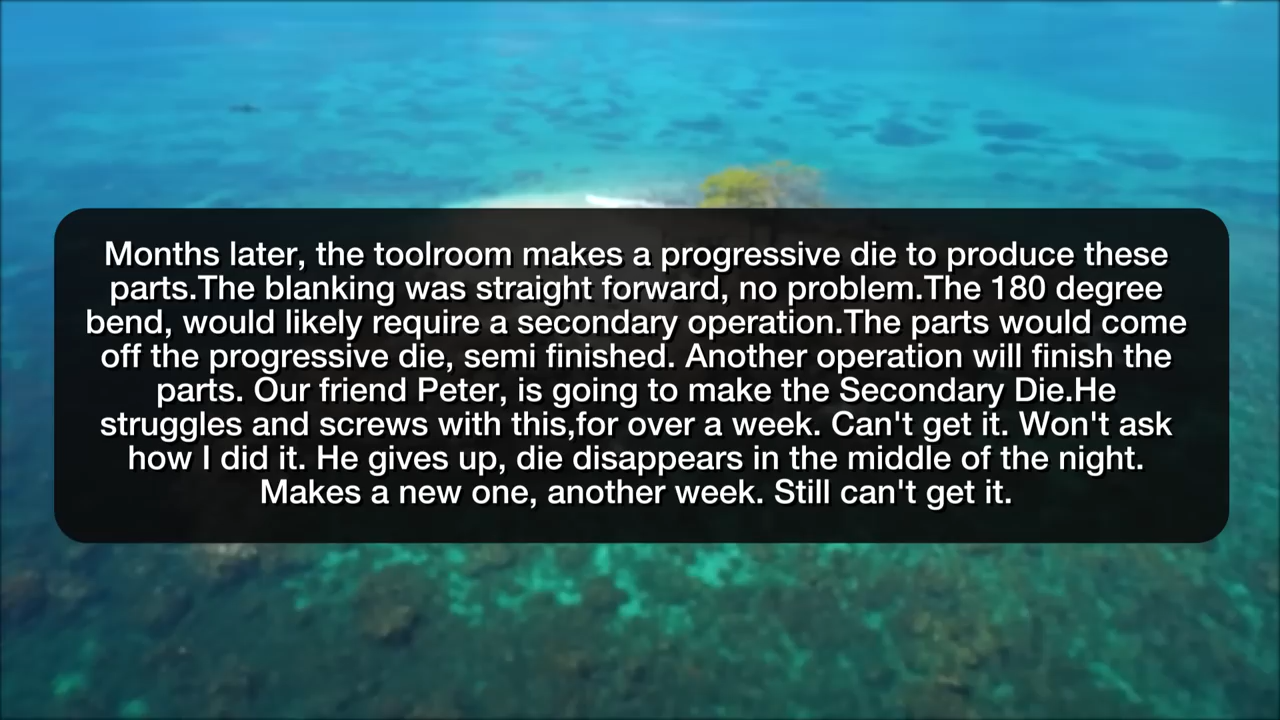 Months later, the toolroom makes a progressive die to produce these
parts.The blanking was straight forward, no problem.The 180 degree
bend, would likely require a secondary operation.The parts would come
off the progressive die, semi finished. Another operation will finish the
parts. Our friend Peter, is going to make the Secondary Die.He
struggles and screws with this,for over a week. Can't get it. Won't ask
how I did it. He gives up, die disappears in the middle of the night.
Makes a new one, another week. Still can't get it.